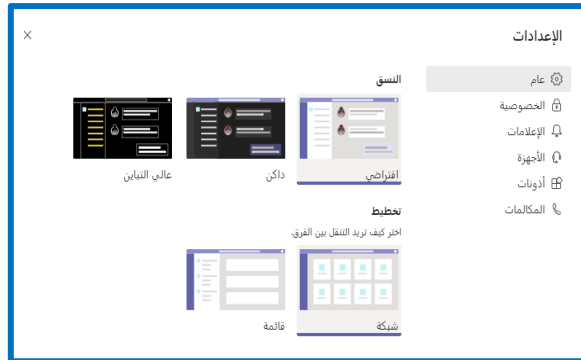 الإعدادات
عام
الخصوصية
الإعلامات
الأجهزة
أذونات
المكالمات
النسق
افتراضي
داكن
عالي التباين
تخطيط
اختر كيف تريد التنقل بين الفرق.
شبكة
قائمة